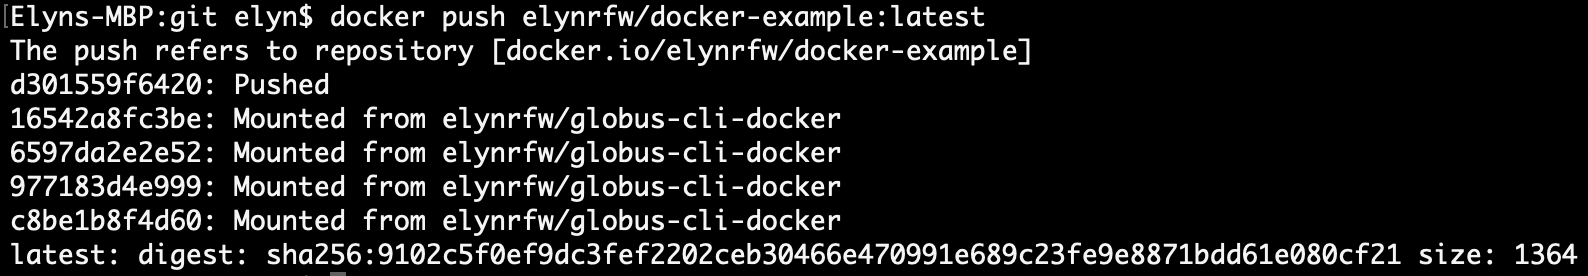 Elyns-MBP:git elyn$ docker push elynrfw/docker-example:latest
The push refers to repository [docker.io/elynrfw/docker-example]
d301559f6420: Pushed
16542a8fc3be: Mounted from elynrfw/globus-cli-docker
6597da2e2e52: Mounted from elynrfw/globus-cli-docker
977183d4e999: Mounted from elynrfw/globus-cli-docker
c8be1b8f4d60: Mounted from elynrfw/globus-cli-docker
latest: digest: sha256:9102c5f0ef9dc3fef2202ceb30466e470991e689c23fe9e8871bdd61e080cf21 size: 1364